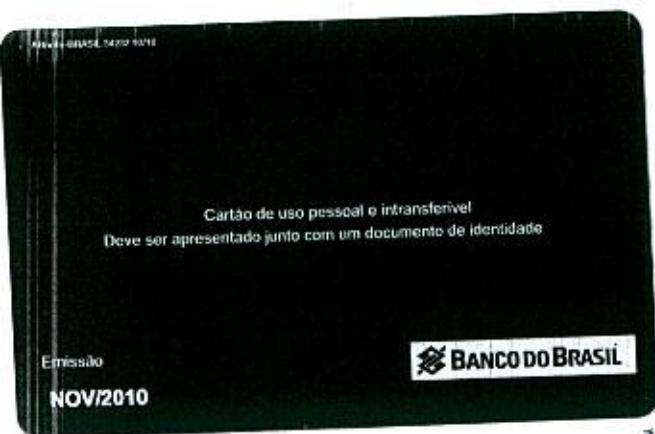 BRASIL
Cartão de uso pessoal e intransferível
Deve ser apresentado junto com um documento de identidade
Emissão
NOV/2010
BANCO DO BRASIL